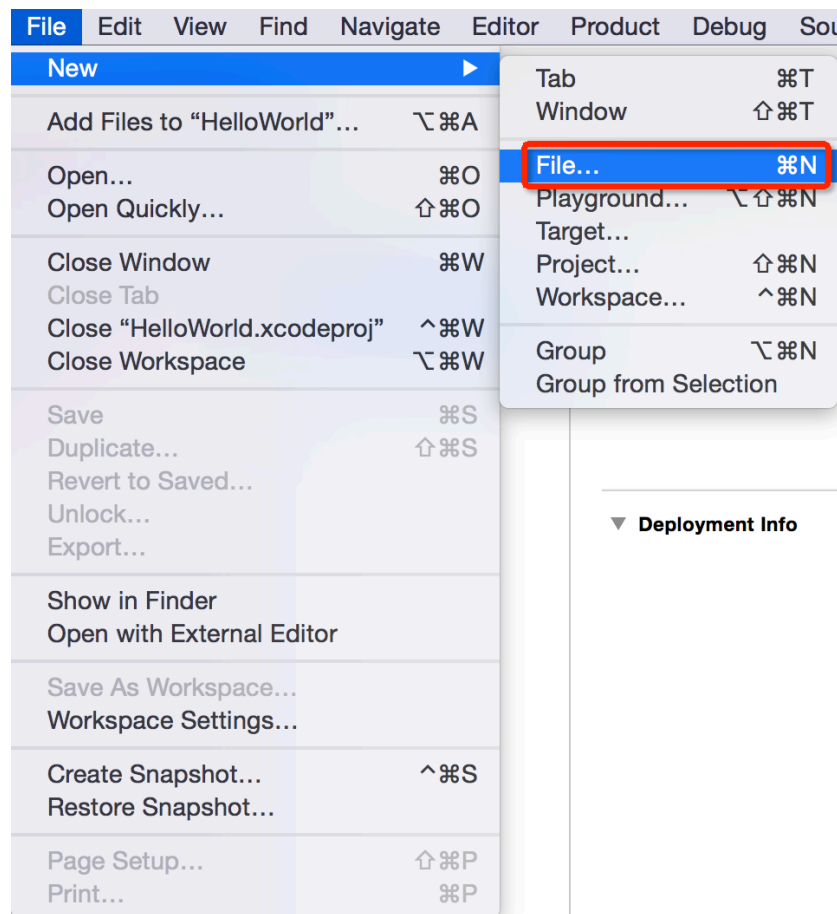 File Edit View Find Navigate Editor Product Debug Sou
New ▶
Add Files to “HelloWorld”… ⌥⌘A
Open… ⌘O
Open Quickly… ⇧⌘O
Close Window ⌘W
Close Tab
Close “HelloWorld.xcodeproj” ^⌘W
Close Workspace ⌥⌘W
Save ⌘S
Duplicate… ⇧⌘S
Revert to Saved…
Unlock…
Export…
Show in Finder
Open with External Editor
Save As Workspace…
Workspace Settings…
Create Snapshot… ^⌘S
Restore Snapshot…
Page Setup… ⇧⌘P
Print… ⌘P
Tab ⌘T
Window ⇧⌘T
File… ⌘N
Playground… ⌥⇧⌘N
Target…
Project… ⇧⌘N
Workspace… ^⌘N
Group ⌥⌘N
Group from Selection
▼ Deployment Info